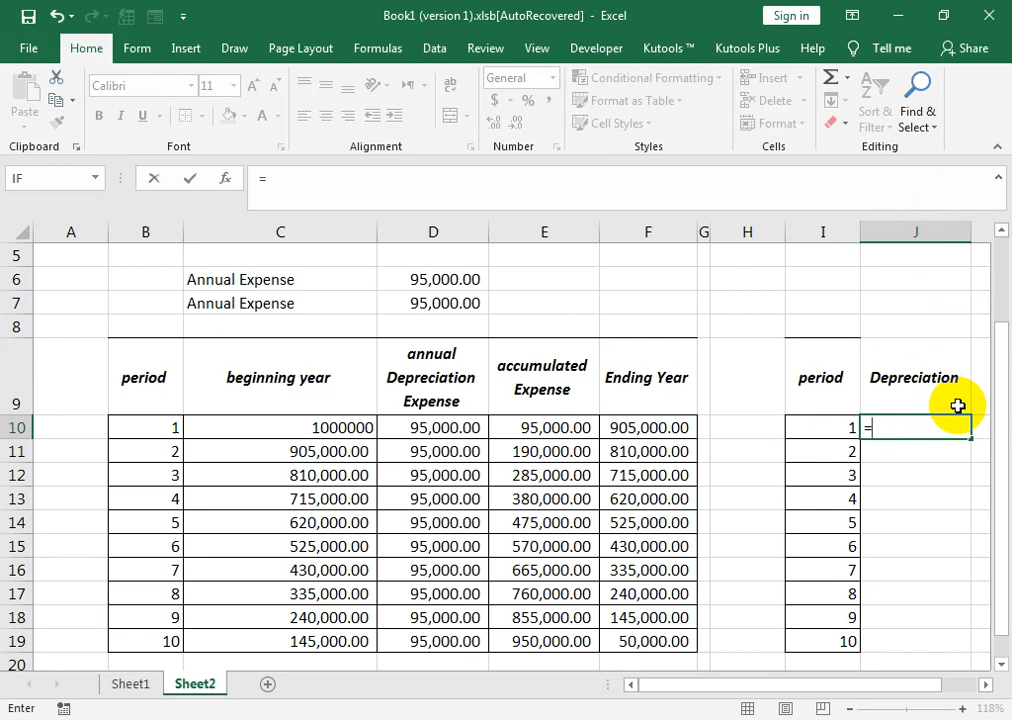 Book1 (version 1).xlsb[AutoRecovered] - Excel
Sign in
File Home Form Insert Draw Page Layout Formulas Data Review View Developer Kutools ™ Kutools Plus Help Tell me Share
Paste
Calibri 11
B I U A
A A
ab
General
$ % ,
Conditional Formatting
Format as Table
Cell Styles
Insert
Delete
Format
Σ
Sort &
Filter
Find &
Select
Clipboard Font Alignment Number Styles Cells Editing
IF fx =
A B C D E F G H I J
5
6 Annual Expense 95,000.00
7 Annual Expense 95,000.00
8
9 period beginning year annual Depreciation Expense accumulated Expense Ending Year period Depreciation
10 1 1000000 95,000.00 95,000.00 905,000.00 1 =
11 2 905,000.00 95,000.00 190,000.00 810,000.00 2
12 3 810,000.00 95,000.00 285,000.00 715,000.00 3
13 4 715,000.00 95,000.00 380,000.00 620,000.00 4
14 5 620,000.00 95,000.00 475,000.00 525,000.00 5
15 6 525,000.00 95,000.00 570,000.00 430,000.00 6
16 7 430,000.00 95,000.00 665,000.00 335,000.00 7
17 8 335,000.00 95,000.00 760,000.00 240,000.00 8
18 9 240,000.00 95,000.00 855,000.00 145,000.00 9
19 10 145,000.00 95,000.00 950,000.00 50,000.00 10
20
Sheet1 Sheet2
Enter 118%